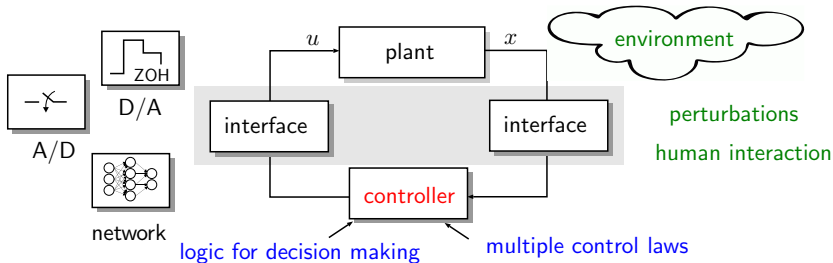 u
plant
x
environment
ZOH
D/A
A/D
interface
interface
perturbations
human interaction
controller
network
logic for decision making
multiple control laws